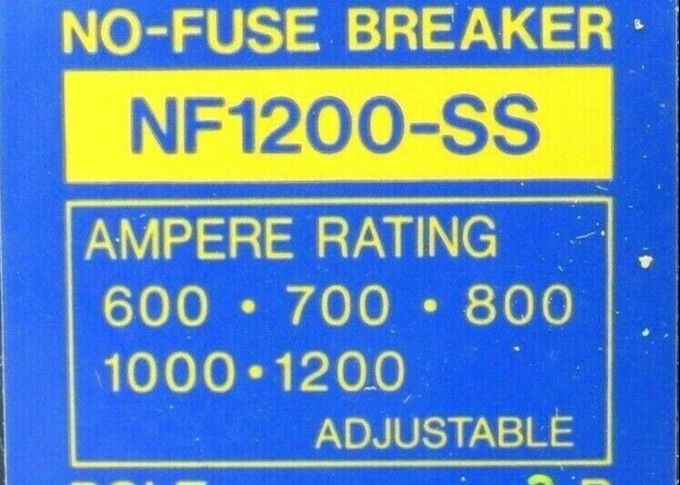 NO-FUSE BREAKER
NF1200-SS
AMPERE RATING
600 · 700 · 800
1000 · 1200
ADJUSTABLE